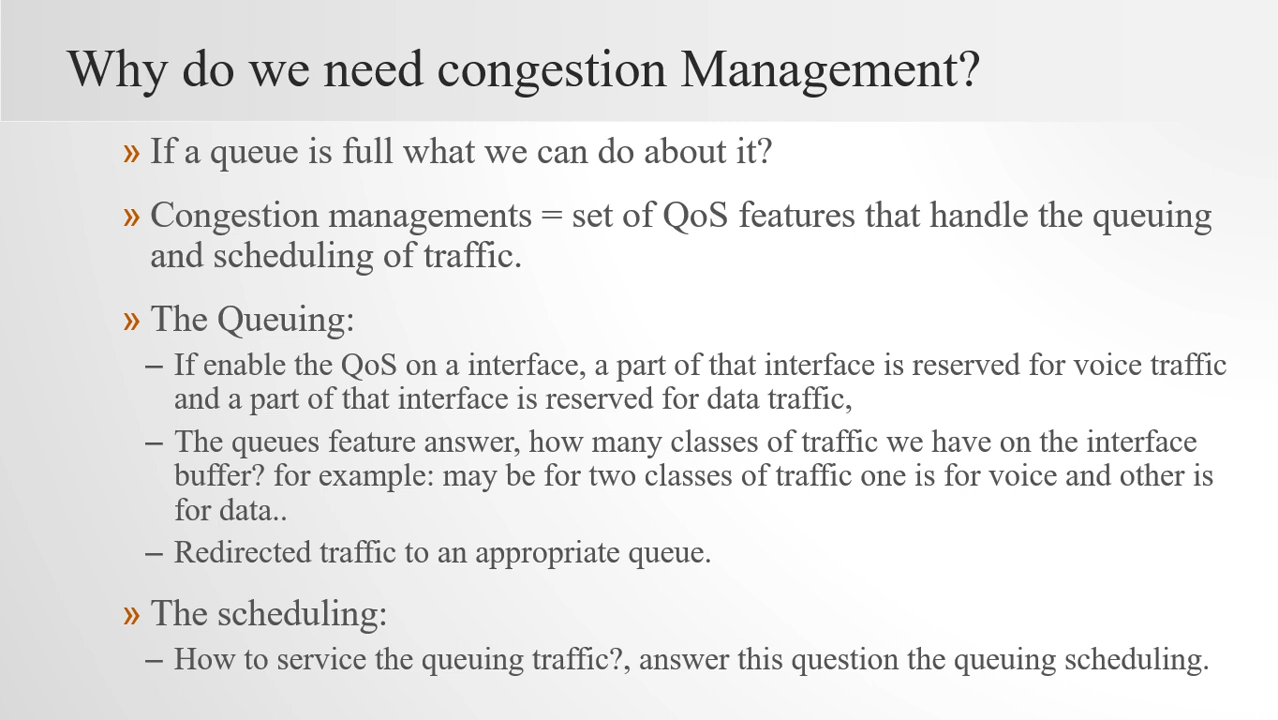 Why do we need congestion Management?
» If a queue is full what we can do about it?
» Congestion managements = set of QoS features that handle the queuing
and scheduling of traffic.
» The Queuing:
– If enable the QoS on a interface, a part of that interface is reserved for voice traffic
and a part of that interface is reserved for data traffic,
– The queues feature answer, how many classes of traffic we have on the interface
buffer? for example: may be for two classes of traffic one is for voice and other is
for data..
– Redirected traffic to an appropriate queue.
» The scheduling:
– How to service the queuing traffic?, answer this question the queuing scheduling.